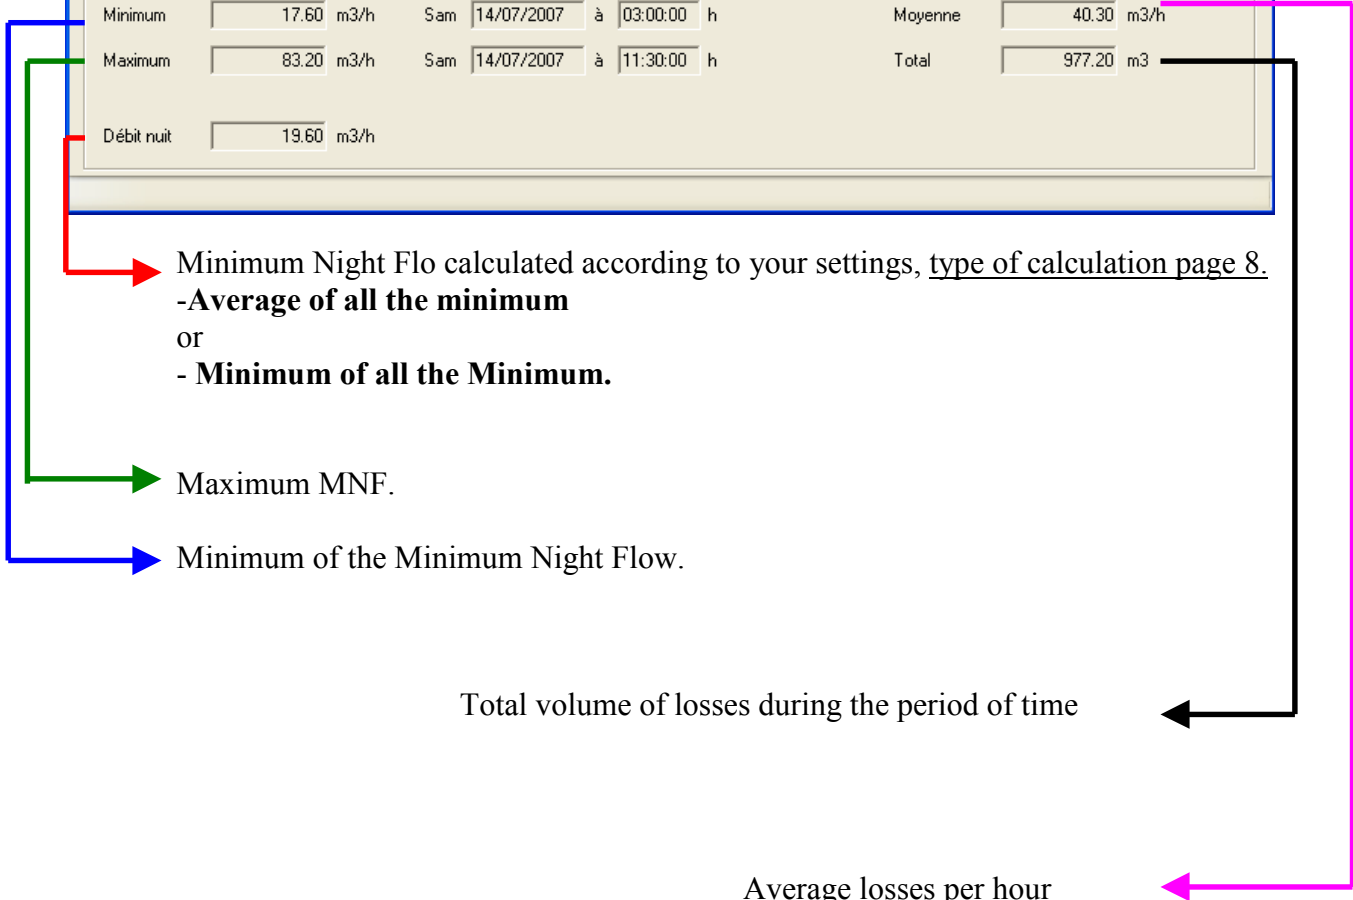 Minimum 17.60 m3/h Sam 14/07/2007 à 03:00:00 h Moyenne 40.30 m3/h
Maximum 83.20 m3/h Sam 14/07/2007 à 11:30:00 h Total 977.20 m3
Débit nuit 19.60 m3/h
Minimum Night Flo calculated according to your settings, type of calculation page 8.
-Average of all the minimum
or
- Minimum of all the Minimum.
Maximum MNF.
Minimum of the Minimum Night Flow.
Total volume of losses during the period of time
Average losses per hour